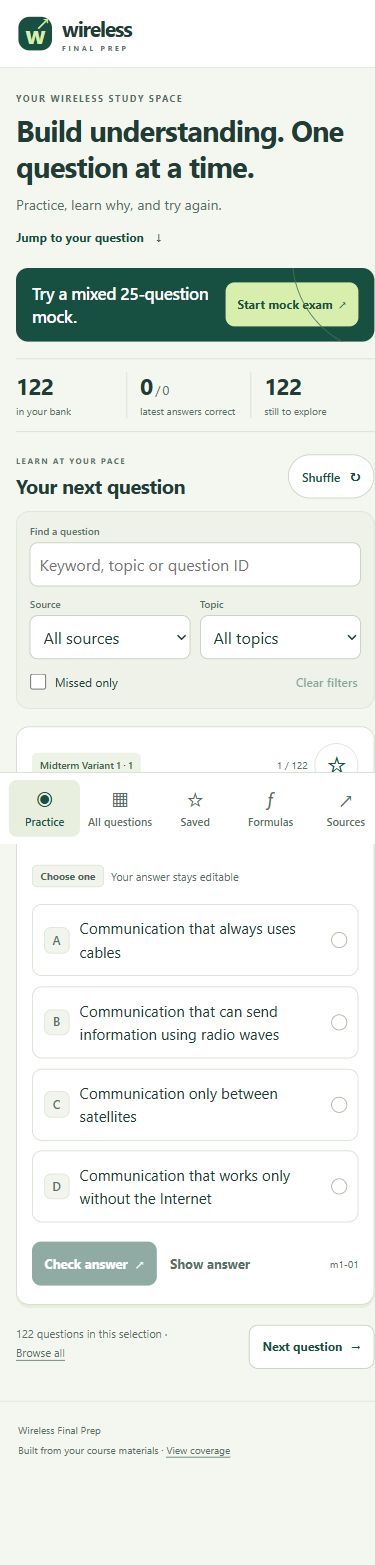 w wireless
FINAL PREP
YOUR WIRELESS STUDY SPACE
Build understanding. One
question at a time.
Practice, learn why, and try again.
Jump to your question ↓
Try a mixed 25-question
mock.
Start mock exam ↗
122
in your bank
0 / 0
latest answers correct
122
still to explore
LEARN AT YOUR PACE
Your next question
Shuffle ↻
Find a question
Keyword, topic or question ID
Source
Topic
All sources
All topics
Missed only
Clear filters
Midterm Variant 1 · 1
1 / 122
Practice
All questions
Saved
Formulas
Sources
Choose one
Your answer stays editable
A
Communication that always uses
cables
B
Communication that can send
information using radio waves
C
Communication only between
satellites
D
Communication that works only
without the Internet
Check answer ↗
Show answer
m1-01
122 questions in this selection ·
Browse all
Next question →
Wireless Final Prep
Built from your course materials · View coverage